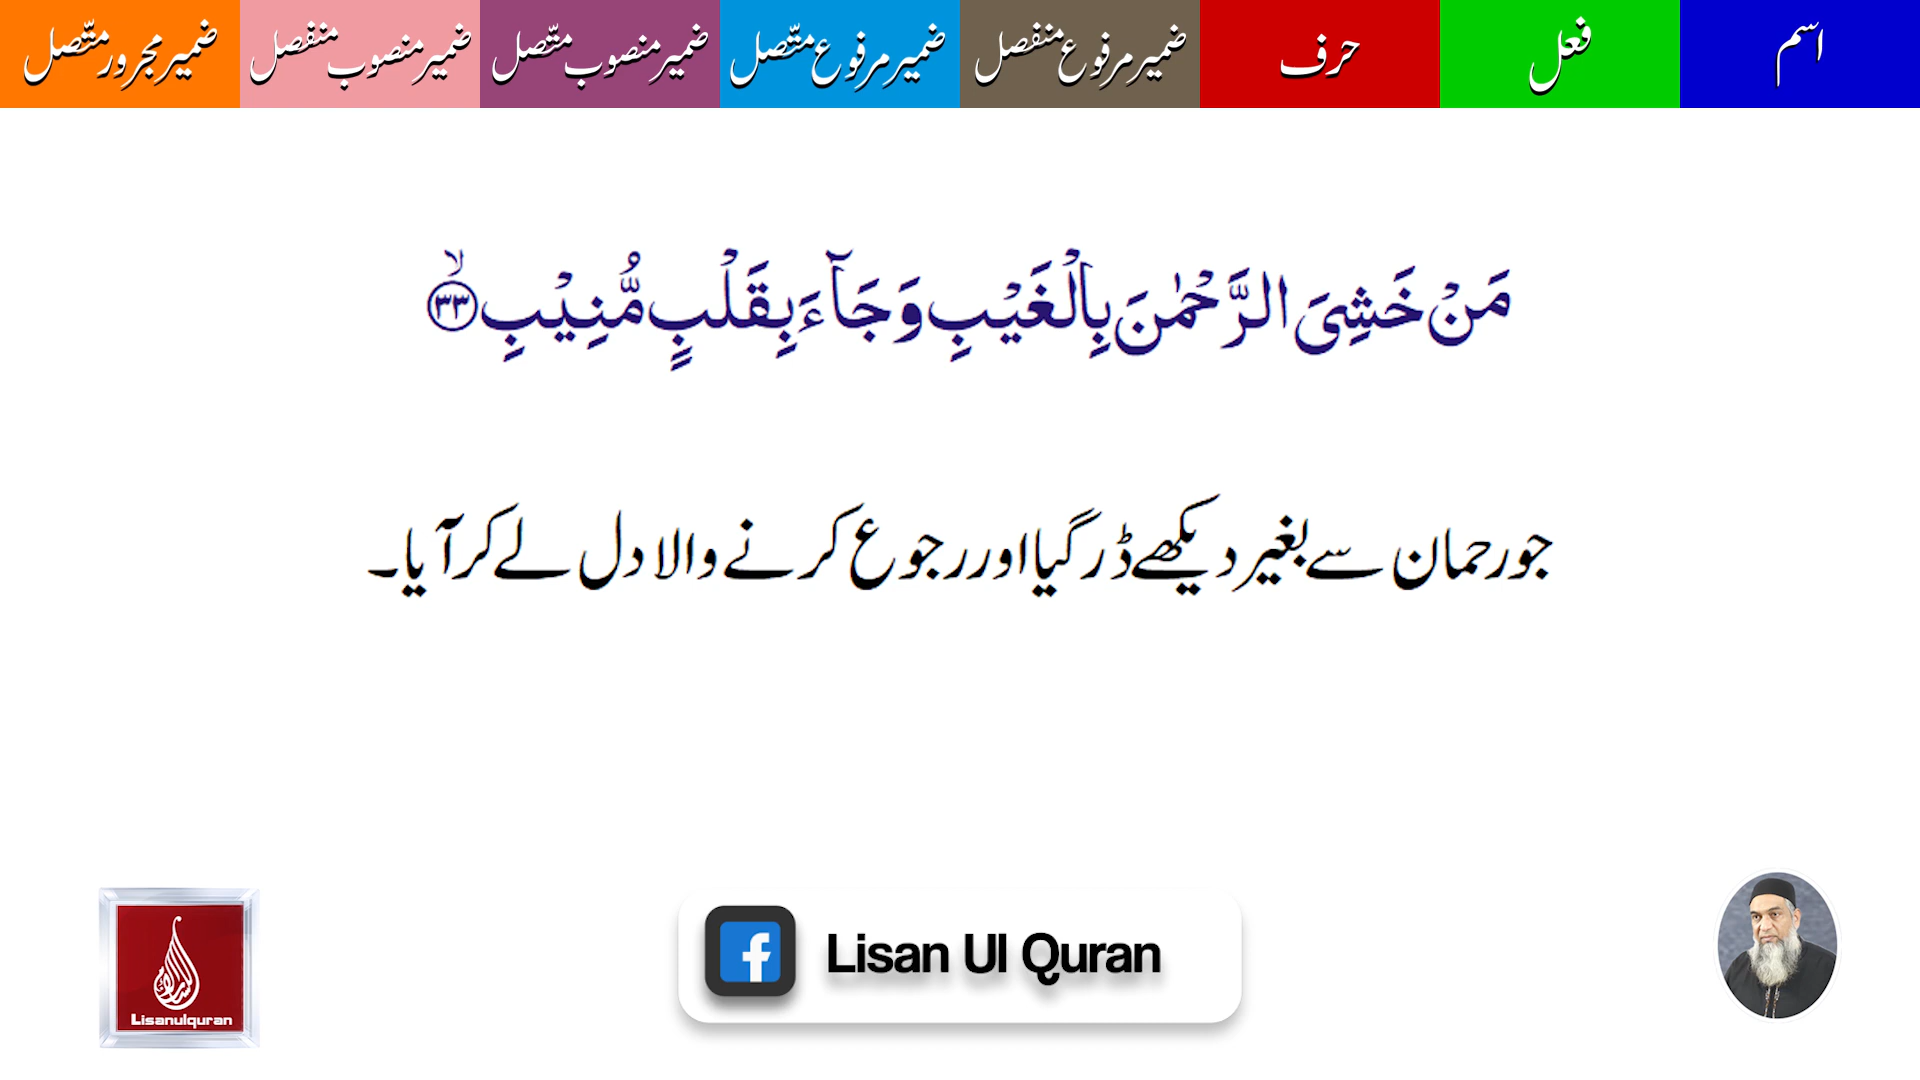 اسم فعل حرف ضمیر مرفوع منفصل ضمیر مرفوع متّصل ضمیر منصوب متّصل ضمیر منصوب منفصل ضمیر مجرور متّصل
مَنْ خَشِیَ الرَّحْمٰنَ بِالْغَیْبِ وَ جَآءَ بِقَلْبٍ مُّنِیْبِ ۙ﴿۳۳﴾
جو رحمان سے بغیر دیکھے ڈر گیا اور رجوع کرنے والا دل لے کر آیا۔
Lisan Ul Quran
Lisanulquran